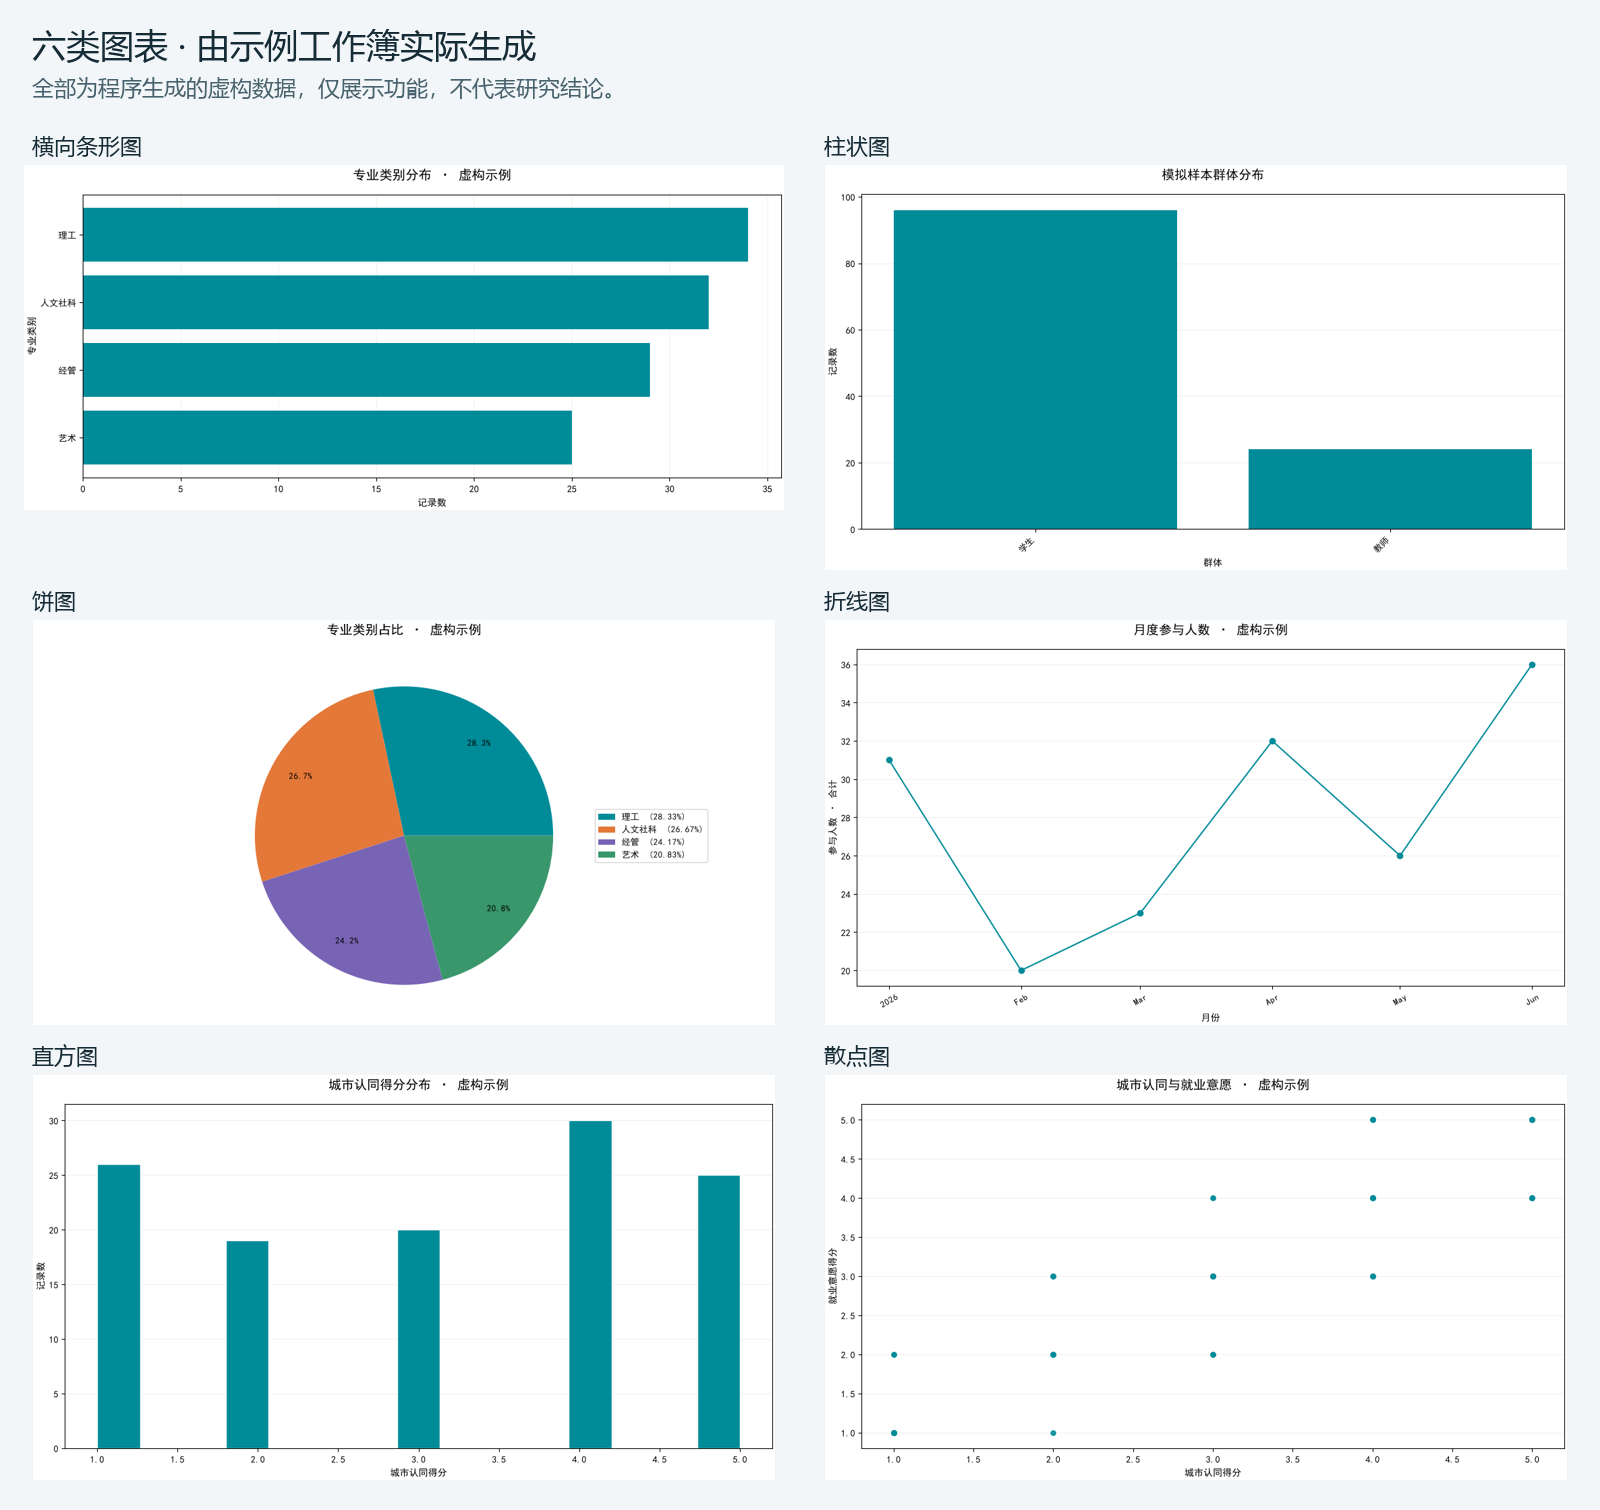 六类图表 · 由示例工作簿实际生成
全部为程序生成的虚构数据，仅展示功能，不代表研究结论。
横向条形图
专业类别分布 · 虚构示例
专业类别
理工
人文社科
经管
艺术
0 5 10 15 20 25 30 35
记录数
柱状图
模拟样本群体分布
记录数
100
80
60
40
20
0
学生 教师
群体
饼图
专业类别占比 · 虚构示例
28.3%
26.7%
24.2%
20.8%
理工 (28.33%)
人文社科 (26.67%)
经管 (24.17%)
艺术 (20.83%)
折线图
月度参与人数 · 虚构示例
参与人数 · 合计
36
34
32
30
28
26
24
22
20
2026 Feb Mar Apr May Jun
月份
直方图
城市认同得分分布 · 虚构示例
记录数
30
25
20
15
10
5
0
1.0 1.5 2.0 2.5 3.0 3.5 4.0 4.5 5.0
城市认同得分
散点图
城市认同与就业意愿 · 虚构示例
就业意愿得分
5.0
4.5
4.0
3.5
3.0
2.5
2.0
1.5
1.0
1.0 1.5 2.0 2.5 3.0 3.5 4.0 4.5 5.0
城市认同得分